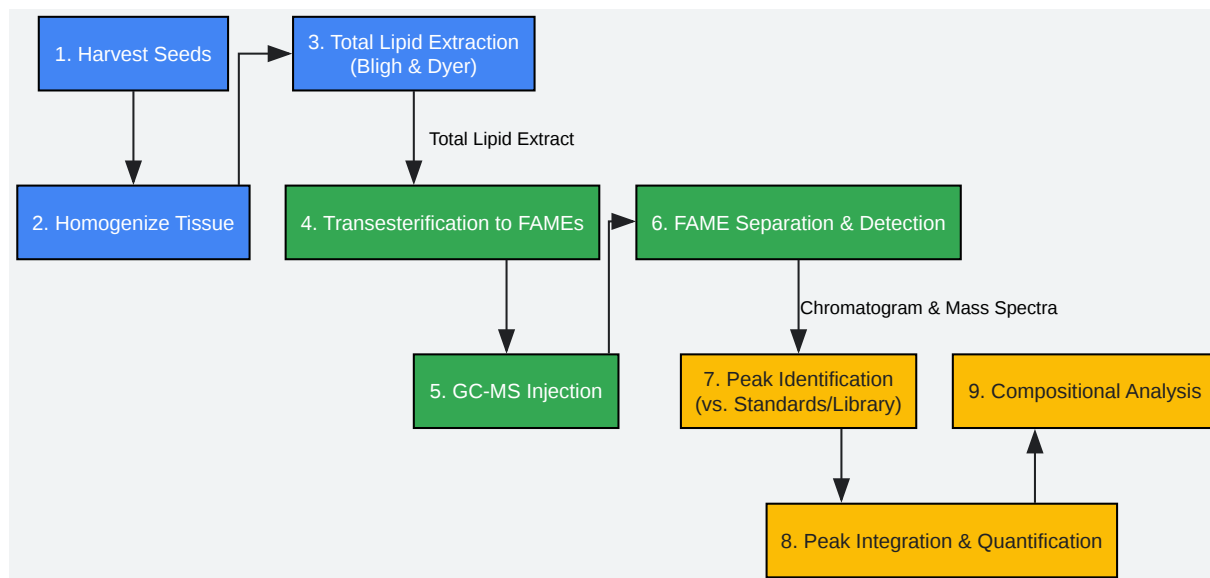 1. Harvest Seeds
2. Homogenize Tissue
3. Total Lipid Extraction
(Bligh & Dyer)
Total Lipid Extract
4. Transesterification to FAMEs
5. GC-MS Injection
6. FAME Separation & Detection
Chromatogram & Mass Spectra
7. Peak Identification
(vs. Standards/Library)
8. Peak Integration & Quantification
9. Compositional Analysis